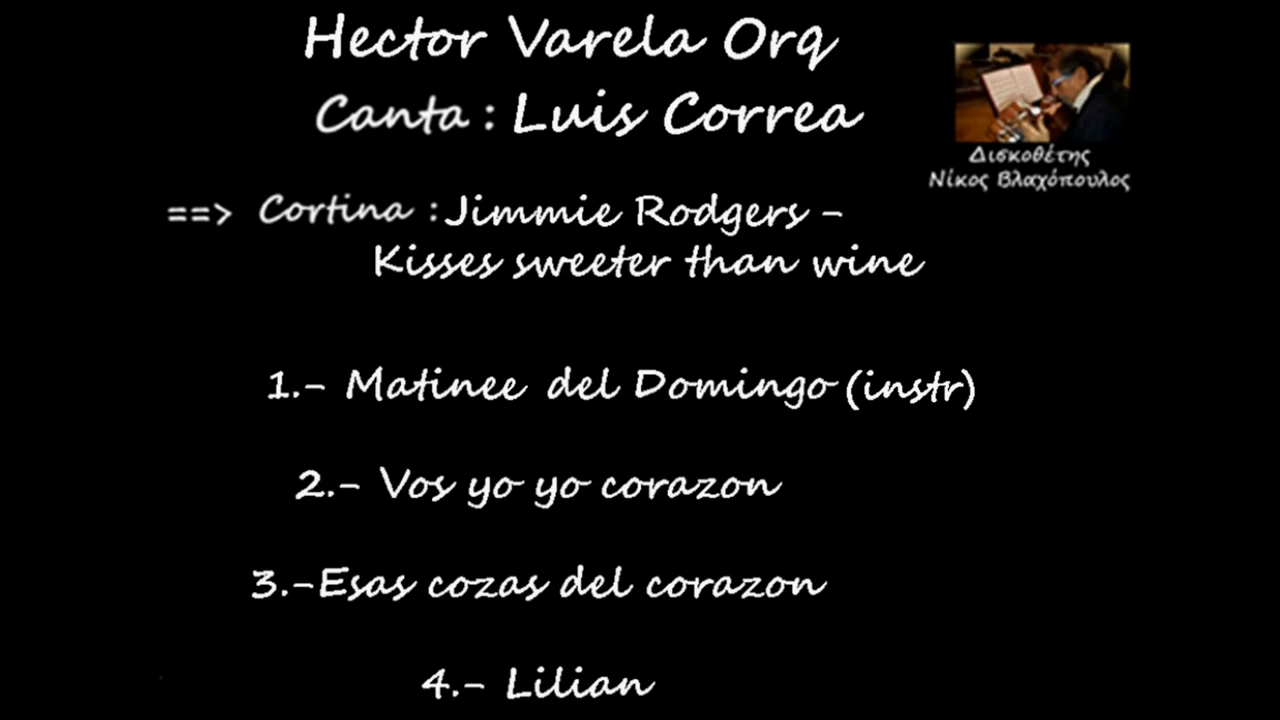 Hector Varela Orq
Canta : Luis Correa
Δισκοθέτης
Νίκος Βλαχόπουλος
==> Cortina : Jimmie Rodgers -
Kisses sweeter than wine
1.- Matinee del Domingo (instr)
2.- Vos yo yo corazon
3.-Esas cozas del corazon
4.- Lilian